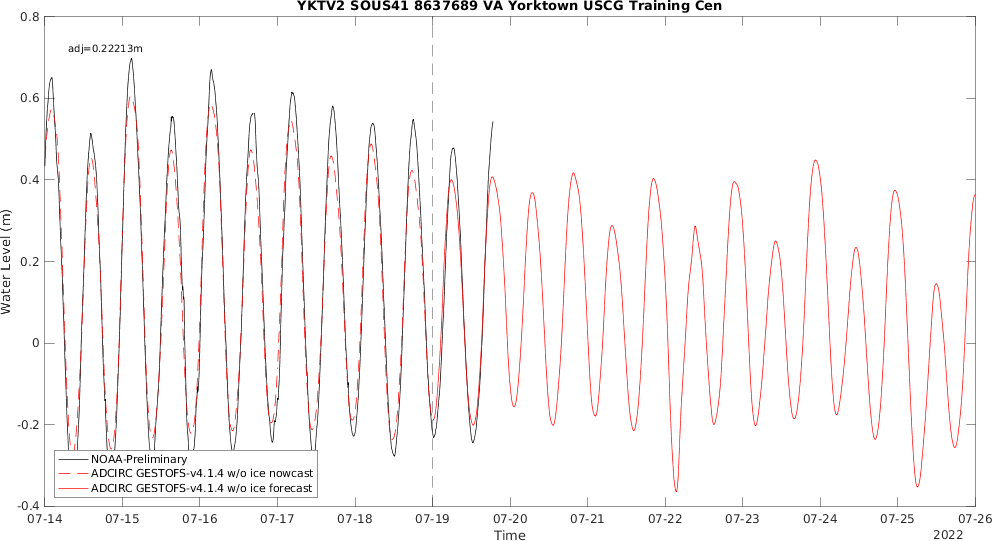 YKTV2 SOUS41 8637689 VA Yorktown USCG Training Cen
0.8
adj=0.22213m
0.6
0.4
0.2
0
-0.2
-0.4
Water Level (m)
NOAA-Preliminary
ADCIRC GESTOFS-v4.1.4 w/o ice nowcast
ADCIRC GESTOFS-v4.1.4 w/o ice forecast
07-14 07-15 07-16 07-17 07-18 07-19 07-20 07-21 07-22 07-23 07-24 07-25 07-26
Time
2022